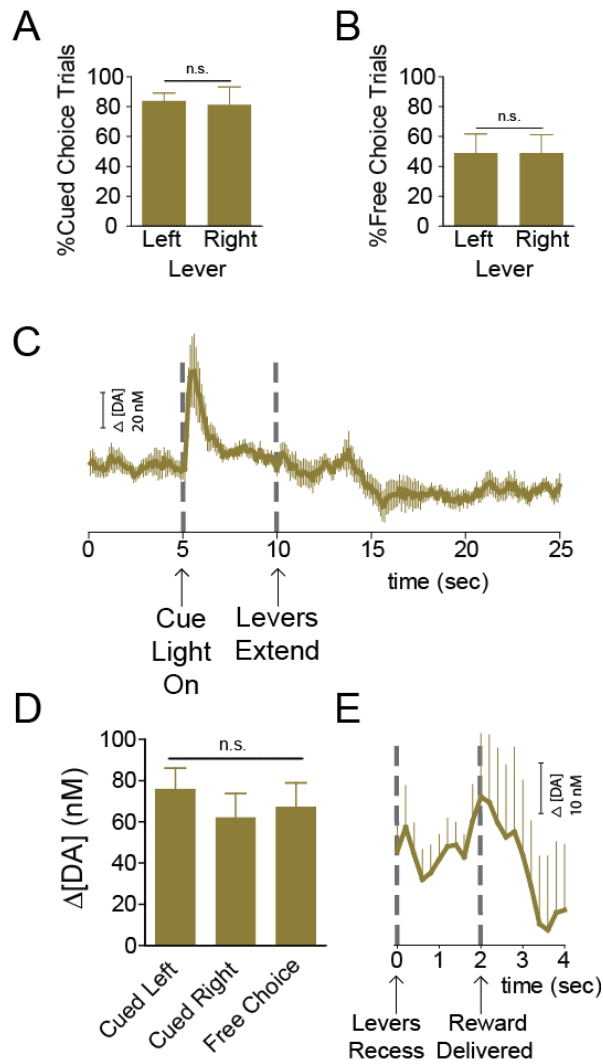 A
n.s.
100
80
60
40
20
0
%Cued Choice Trials
Left Right
Lever
B
n.s.
100
80
60
40
20
0
%Free Choice Trials
Left Right
Lever
C
Δ [DA]
20 nM
0 5 10 15 20 25
time (sec)
Cue
Light
On
Levers
Extend
D
n.s.
100
80
60
40
20
0
Δ[DA] (nM)
Cued Left
Cued Right
Free Choice
E
Δ [DA]
10 nM
0 1 2 3 4
time (sec)
Levers
Recess
Reward
Delivered